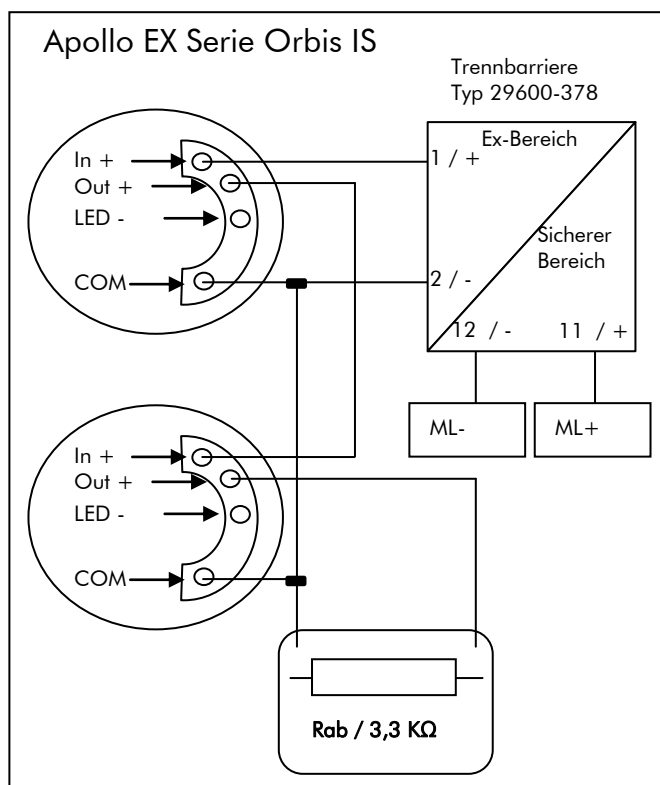 Apollo EX Serie Orbis IS
Trennbarriere
Typ 29600-378
Ex-Bereich
In +
1 / +
Out +
LED -
Sicherer
Bereich
COM
2 / -
12 / -
11 / +
ML-
ML+
In +
Out +
LED -
COM
Rab / 3,3 KΩ